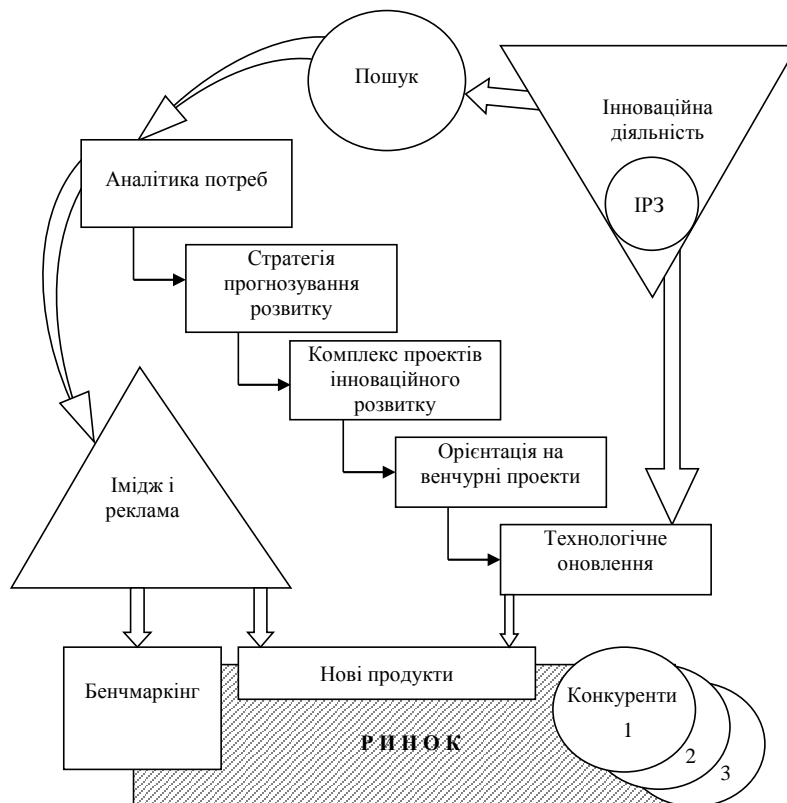 Пошук
Інноваційна
діяльність
ІРЗ
Аналітика потреб
Стратегія
прогнозування
розвитку
Комплекс проектів
інноваційного
розвитку
Орієнтація на
венчурні проекти
Імідж і
реклама
Технологічне
оновлення
Бенчмаркінг
Нові продукти
Конкуренти
1
2
3
Р И Н О К